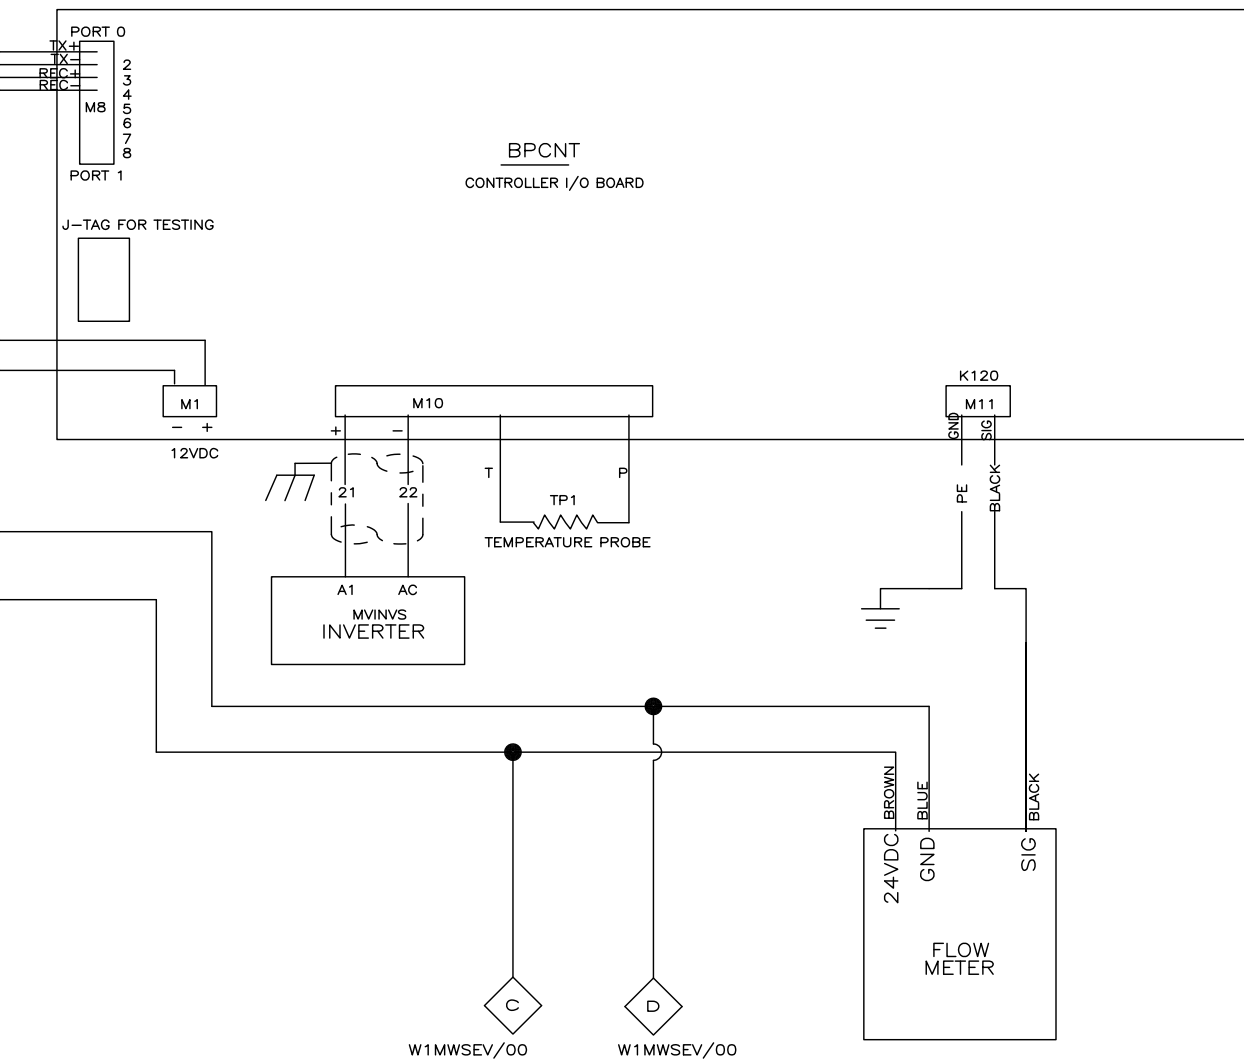 PORT 0
TX+
TX-
REC+
REC-
2
3
4
5
6
7
8
M8
PORT 1
BPCNT
CONTROLLER I/O BOARD
J-TAG FOR TESTING
M1
- +
12VDC
M10
+ -
21 22
T P
TP1
TEMPERATURE PROBE
A1 AC
MVINVS
INVERTER
K120
M11
GND SIG
PE BLACK
BROWN BLUE BLACK
24VDC GND SIG
FLOW
METER
C D
W1MWSEV/00 W1MWSEV/00